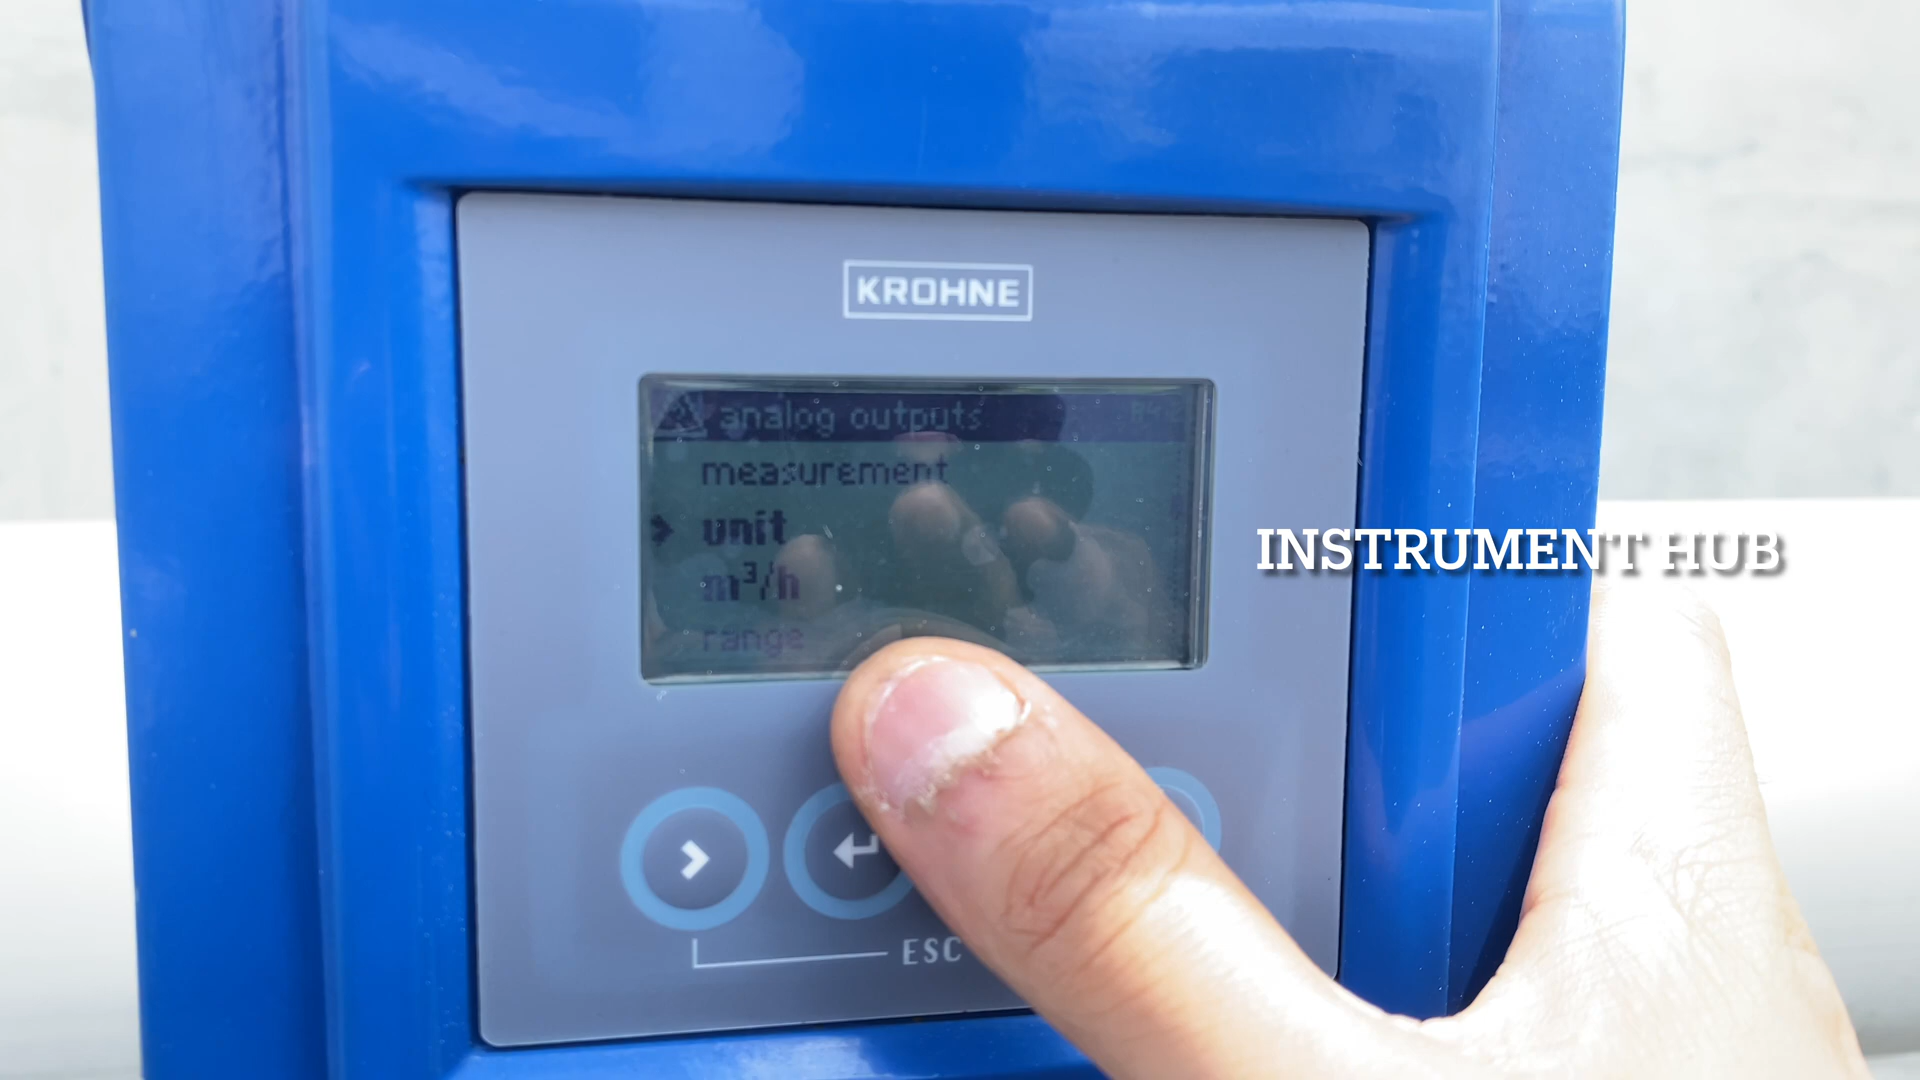 KROHNE
analog outputs
measurement
unit
m³/h
range
INSTRUMENT HUB
ESC